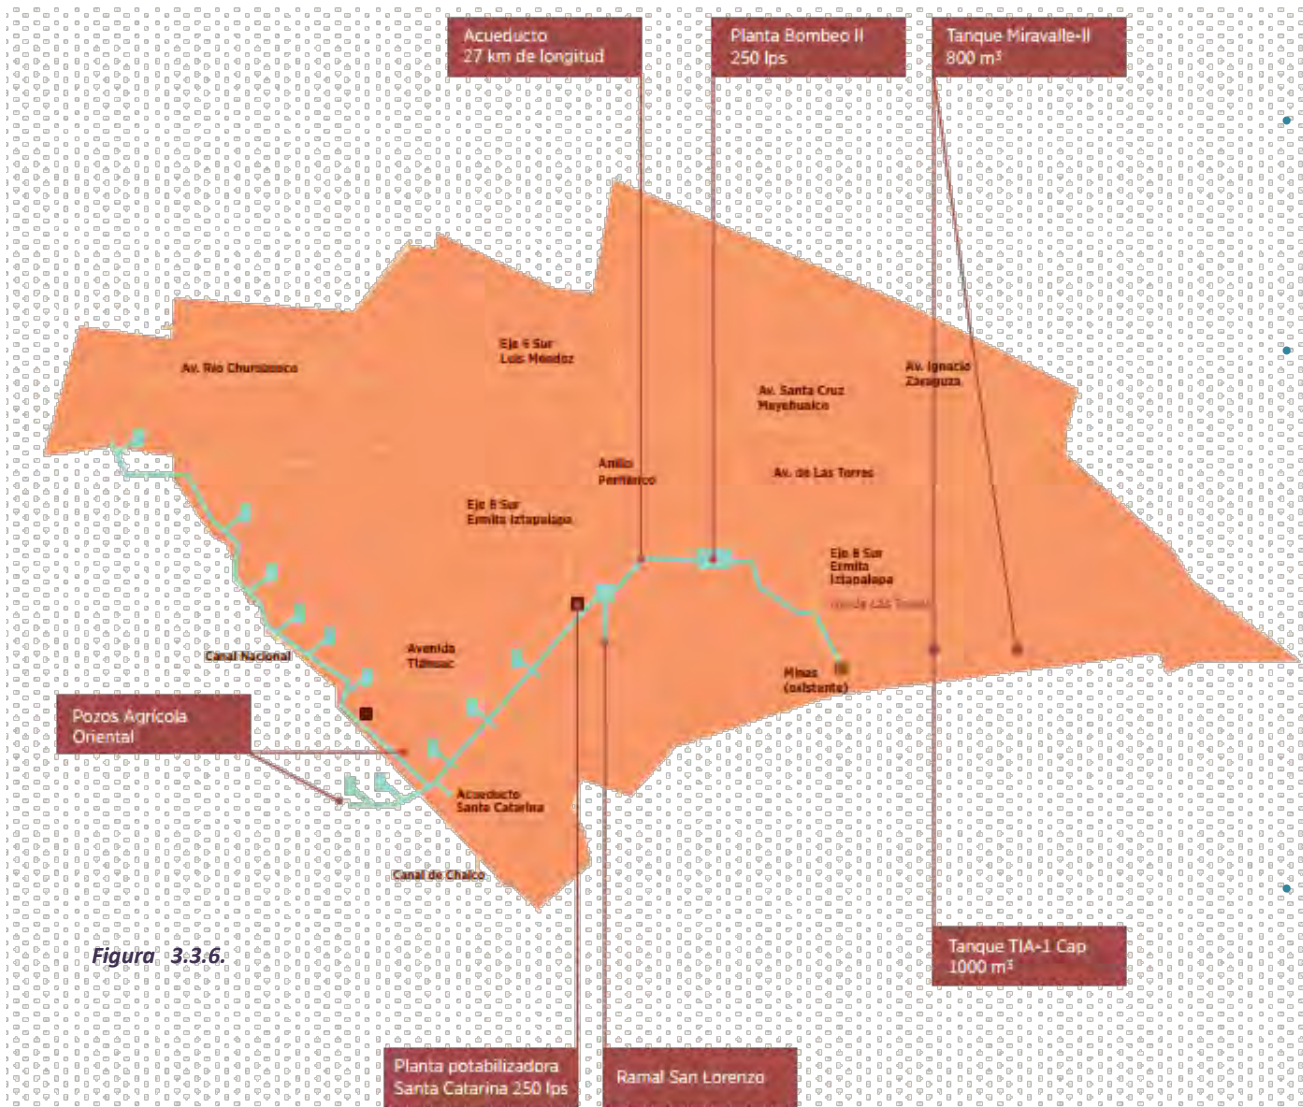 Acueducto
27 km de longitud
Planta Bombeo II
250 lps
Tanque Miravalle-II
800 m³
Eje 6 Sur
Luis Méndez
Av. Río Churubusco
Av. Ignacio
Zaragoza
Av. Santa Cruz
Meyehualco
Anillo
Periférico
Av. de Las Torres
Eje 8 Sur
Ermita Iztapalapa
Eje 8 Sur
Ermita
Iztapalapa
Avenida
Tláhuac
Canal Nacional
Minas
(existente)
Pozos Agrícola
Oriental
Acueducto
Santa Catarina
Canal de Chalco
Figura 3.3.6.
Tanque TIA-1 Cap
1000 m³
Planta potabilizadora
Santa Catarina 250 lps
Ramal San Lorenzo